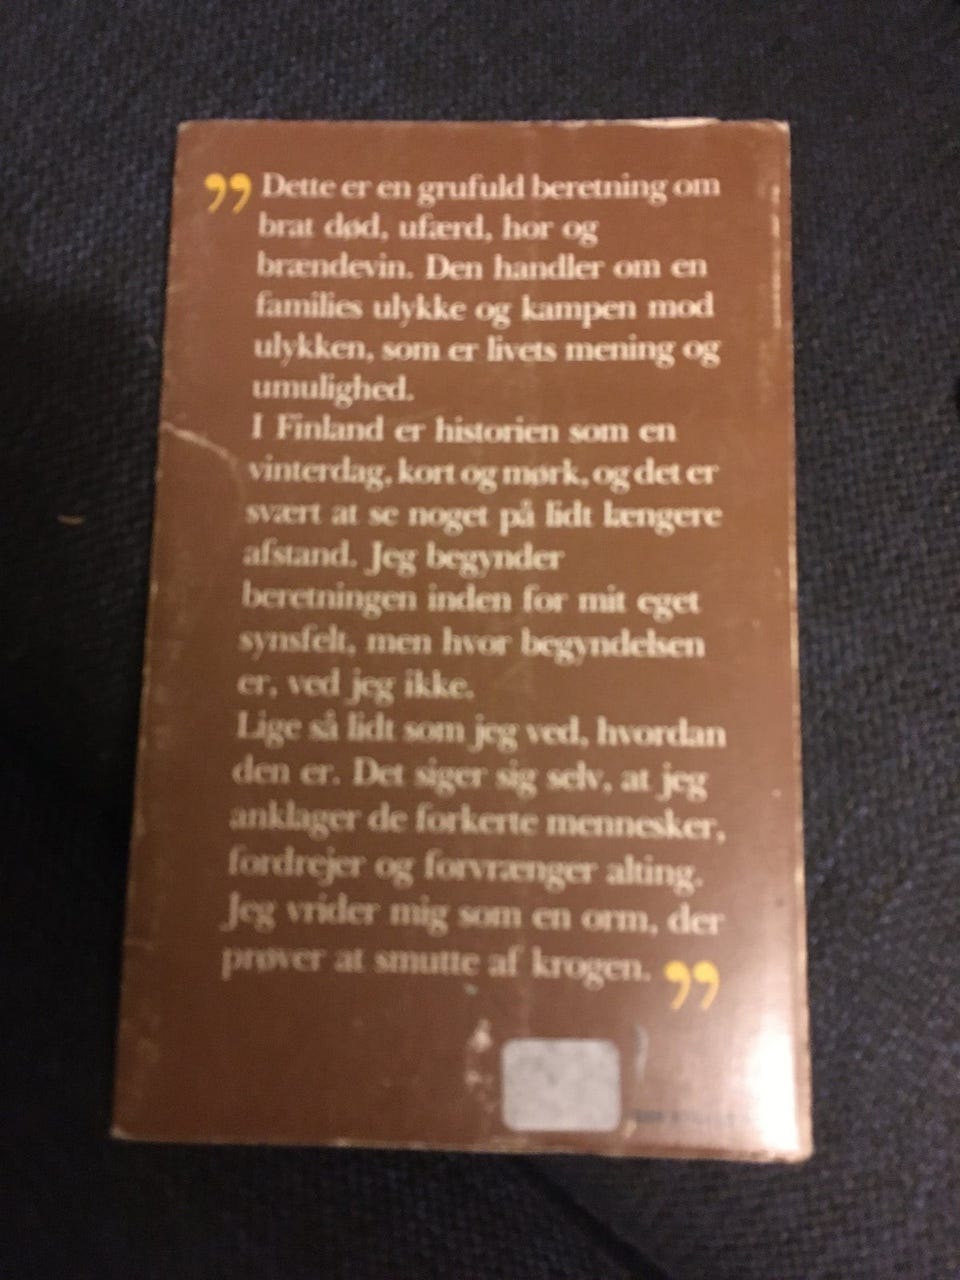 ”Dette er en grufuld beretning om
brat død, ufærd, hor og
brændevin. Den handler om en
families ulykke og kampen mod
ulykken, som er livets mening og
umulighed.
I Finland er historien som en
vinterdag, kort og mørk, og det er
svært at se noget på lidt længere
afstand. Jeg begynder
beretningen inden for mit eget
synsfelt, men hvor begyndelsen
er, ved jeg ikke.
Lige så lidt som jeg ved, hvordan
den er. Det siger sig selv, at jeg
anklager de forkerte mennesker,
fordrejer og forvrænger alting.
Jeg vrider mig som en orm, der
prøver at smutte af krogen.”